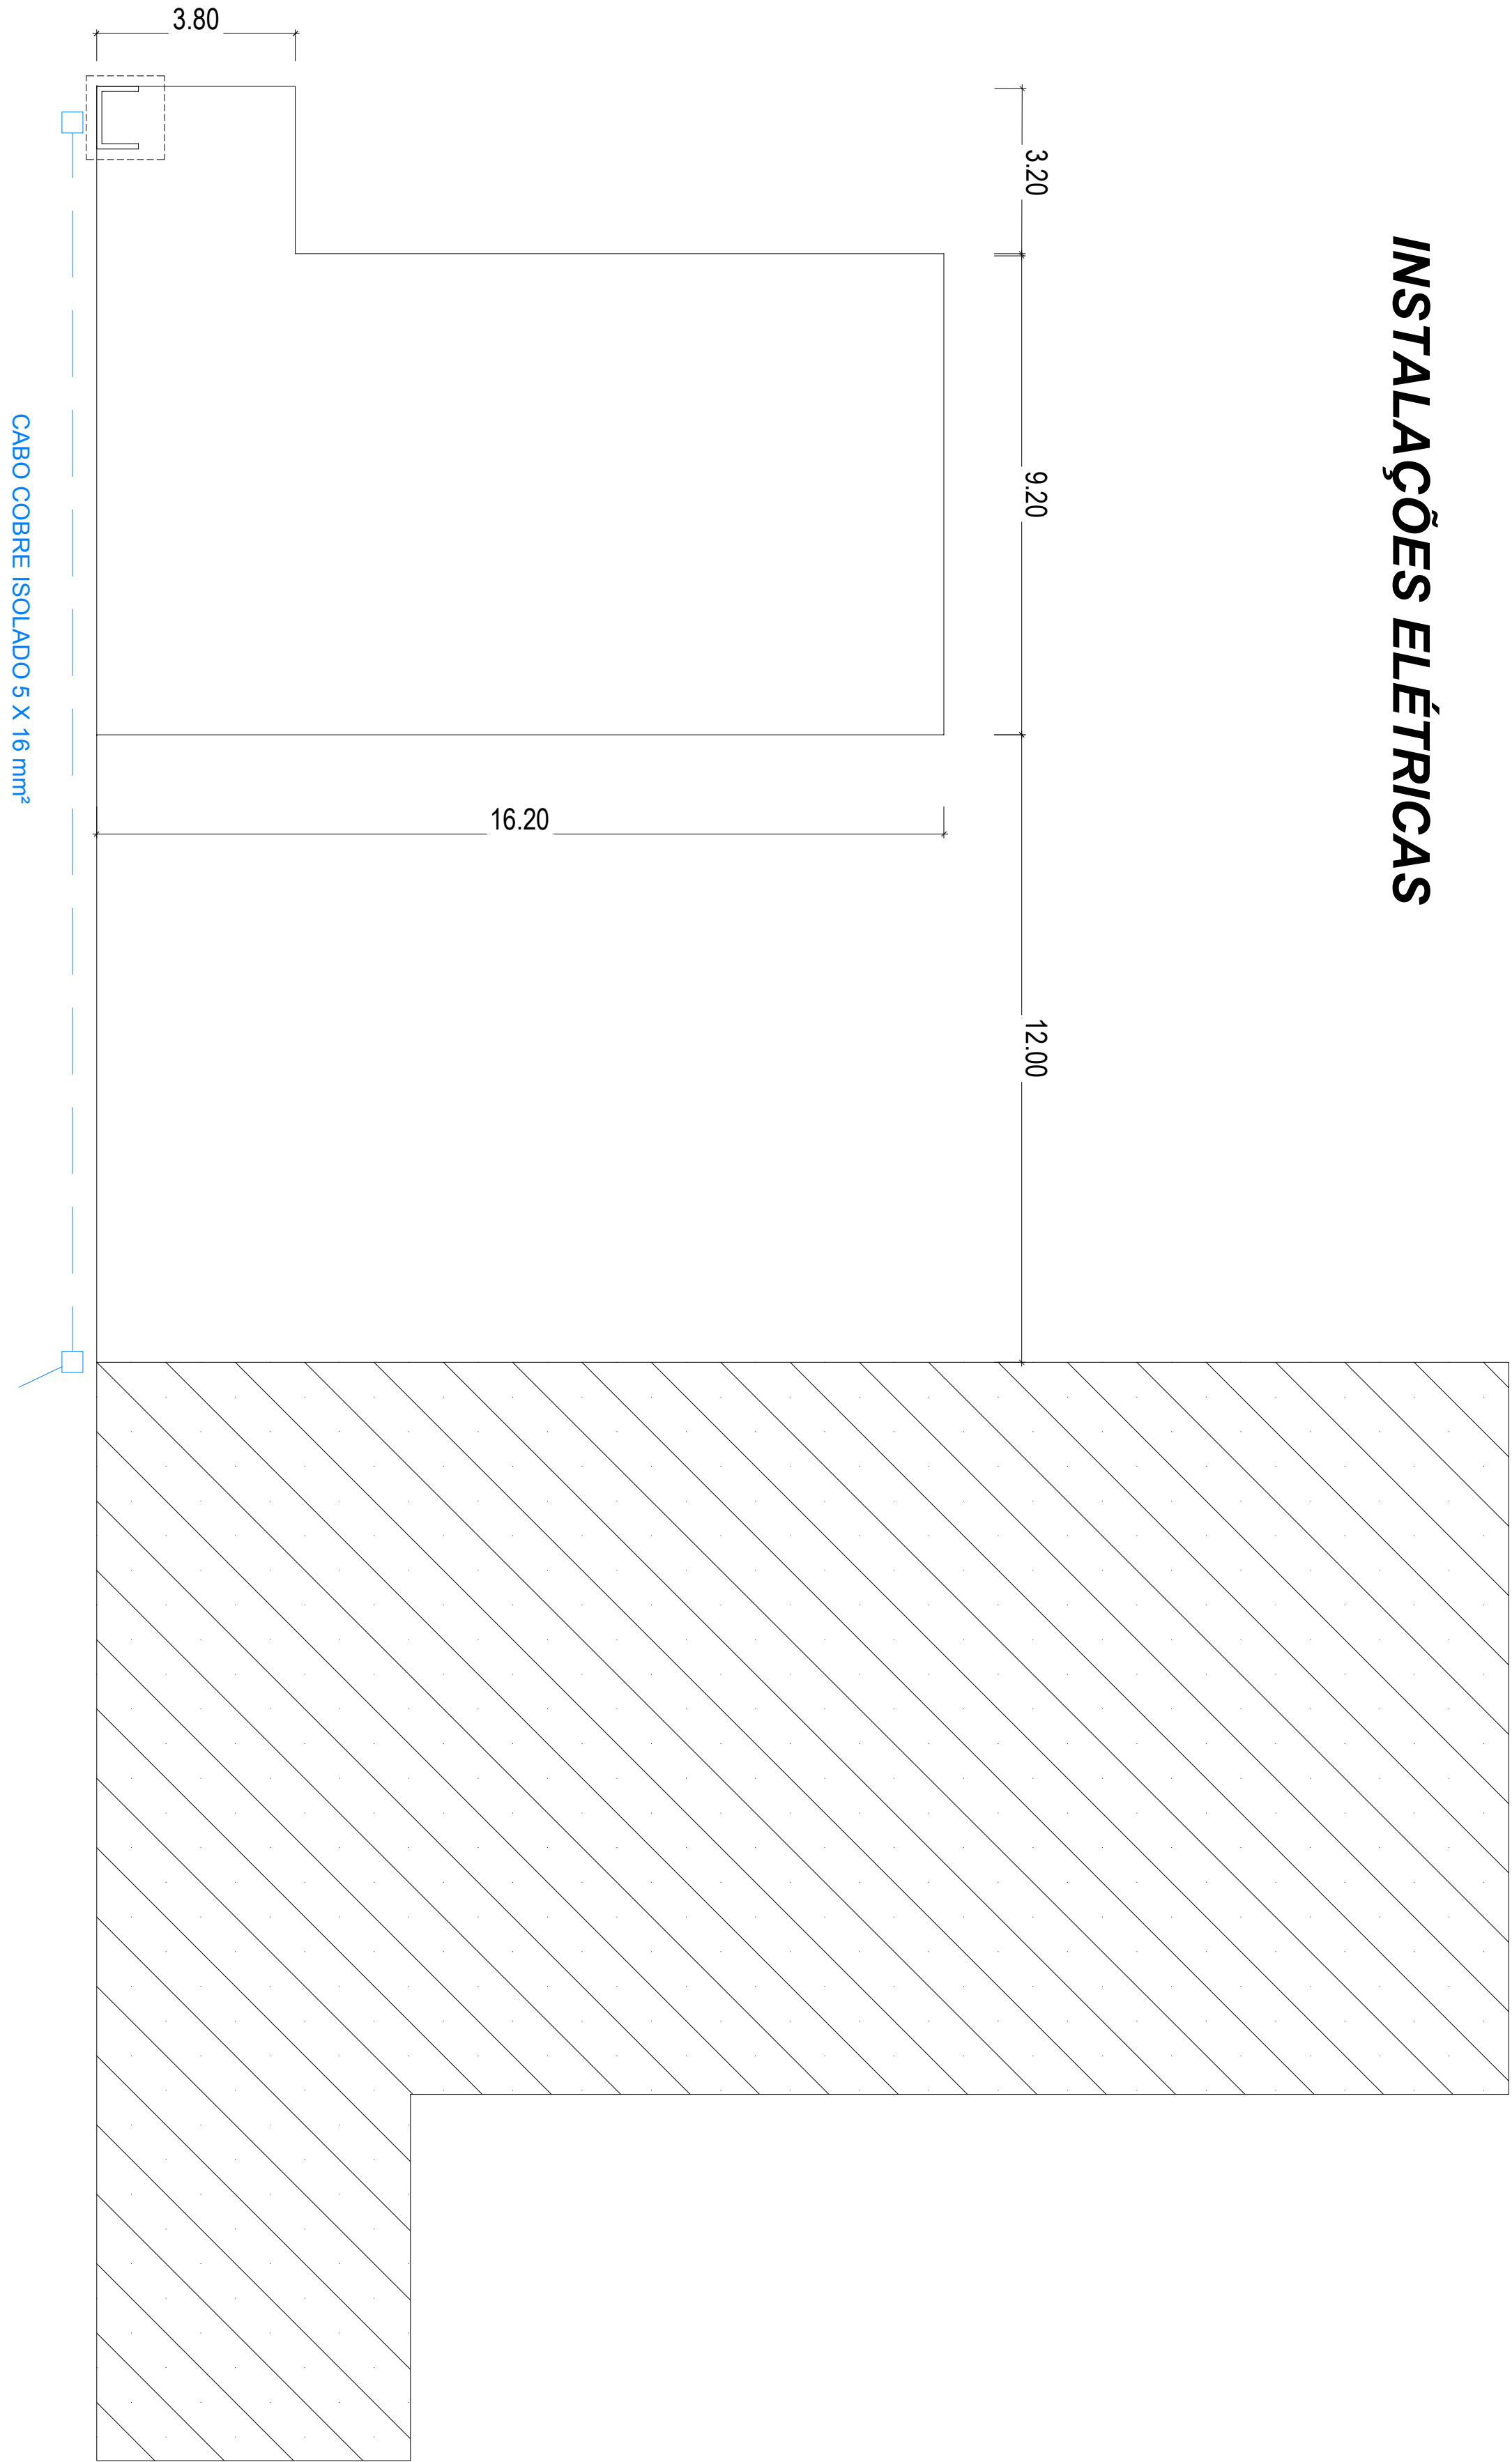 INSTALAÇÕES ELÉTRICAS
3.80
3.20
9.20
16.20
12.00
CABO COBRE ISOLADO 5 X 16 mm²